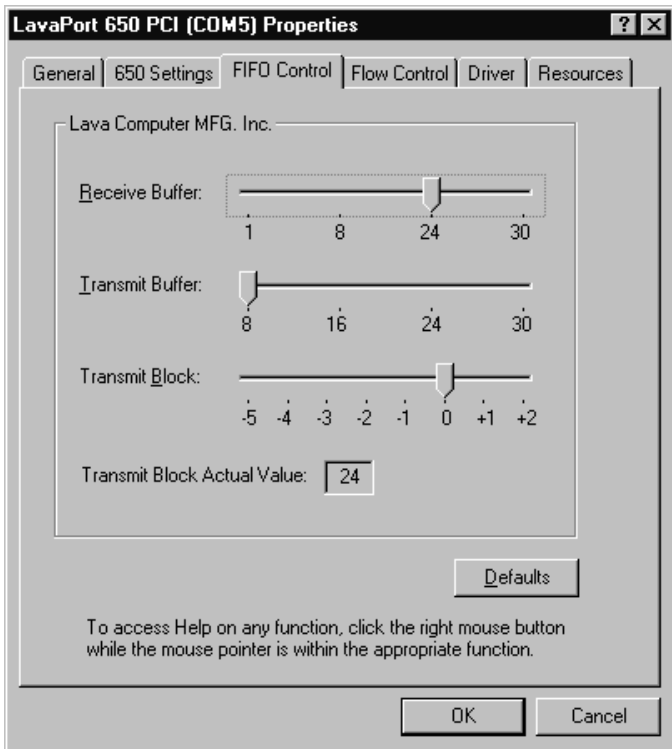 LavaPort 650 PCI (COM5) Properties
General 650 Settings FIFO Control Flow Control Driver Resources
Lava Computer MFG. Inc.
Receive Buffer:
1 8 24 30
Transmit Buffer:
8 16 24 30
Transmit Block:
-5 -4 -3 -2 -1 0 +1 +2
Transmit Block Actual Value: 24
Defaults
To access Help on any function, click the right mouse button
while the mouse pointer is within the appropriate function.
OK Cancel